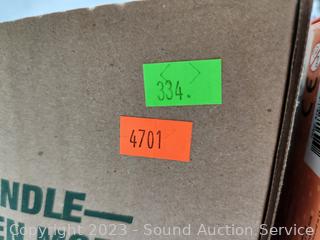 334.
4701
NDLE—
Copyright 2023 - Sound Auction Service